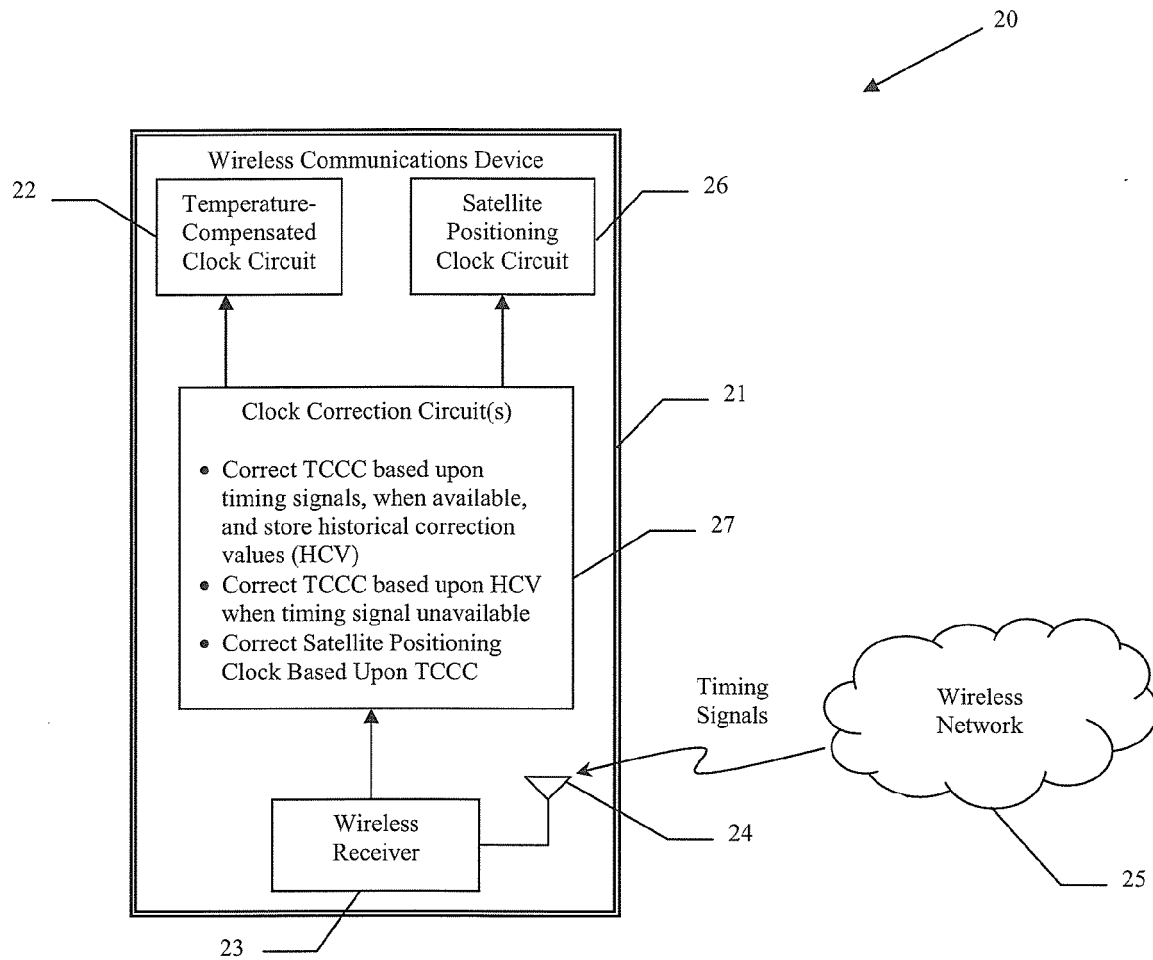 20
Wireless Communications Device
22
Temperature-
Compensated
Clock Circuit
Satellite
Positioning
Clock Circuit
26
Clock Correction Circuit(s)
21
• Correct TCCC based upon
timing signals, when available,
and store historical correction
values (HCV)
• Correct TCCC based upon HCV
when timing signal unavailable
• Correct Satellite Positioning
Clock Based Upon TCCC
27
Timing
Signals
Wireless
Network
Wireless
Receiver
24
25
23